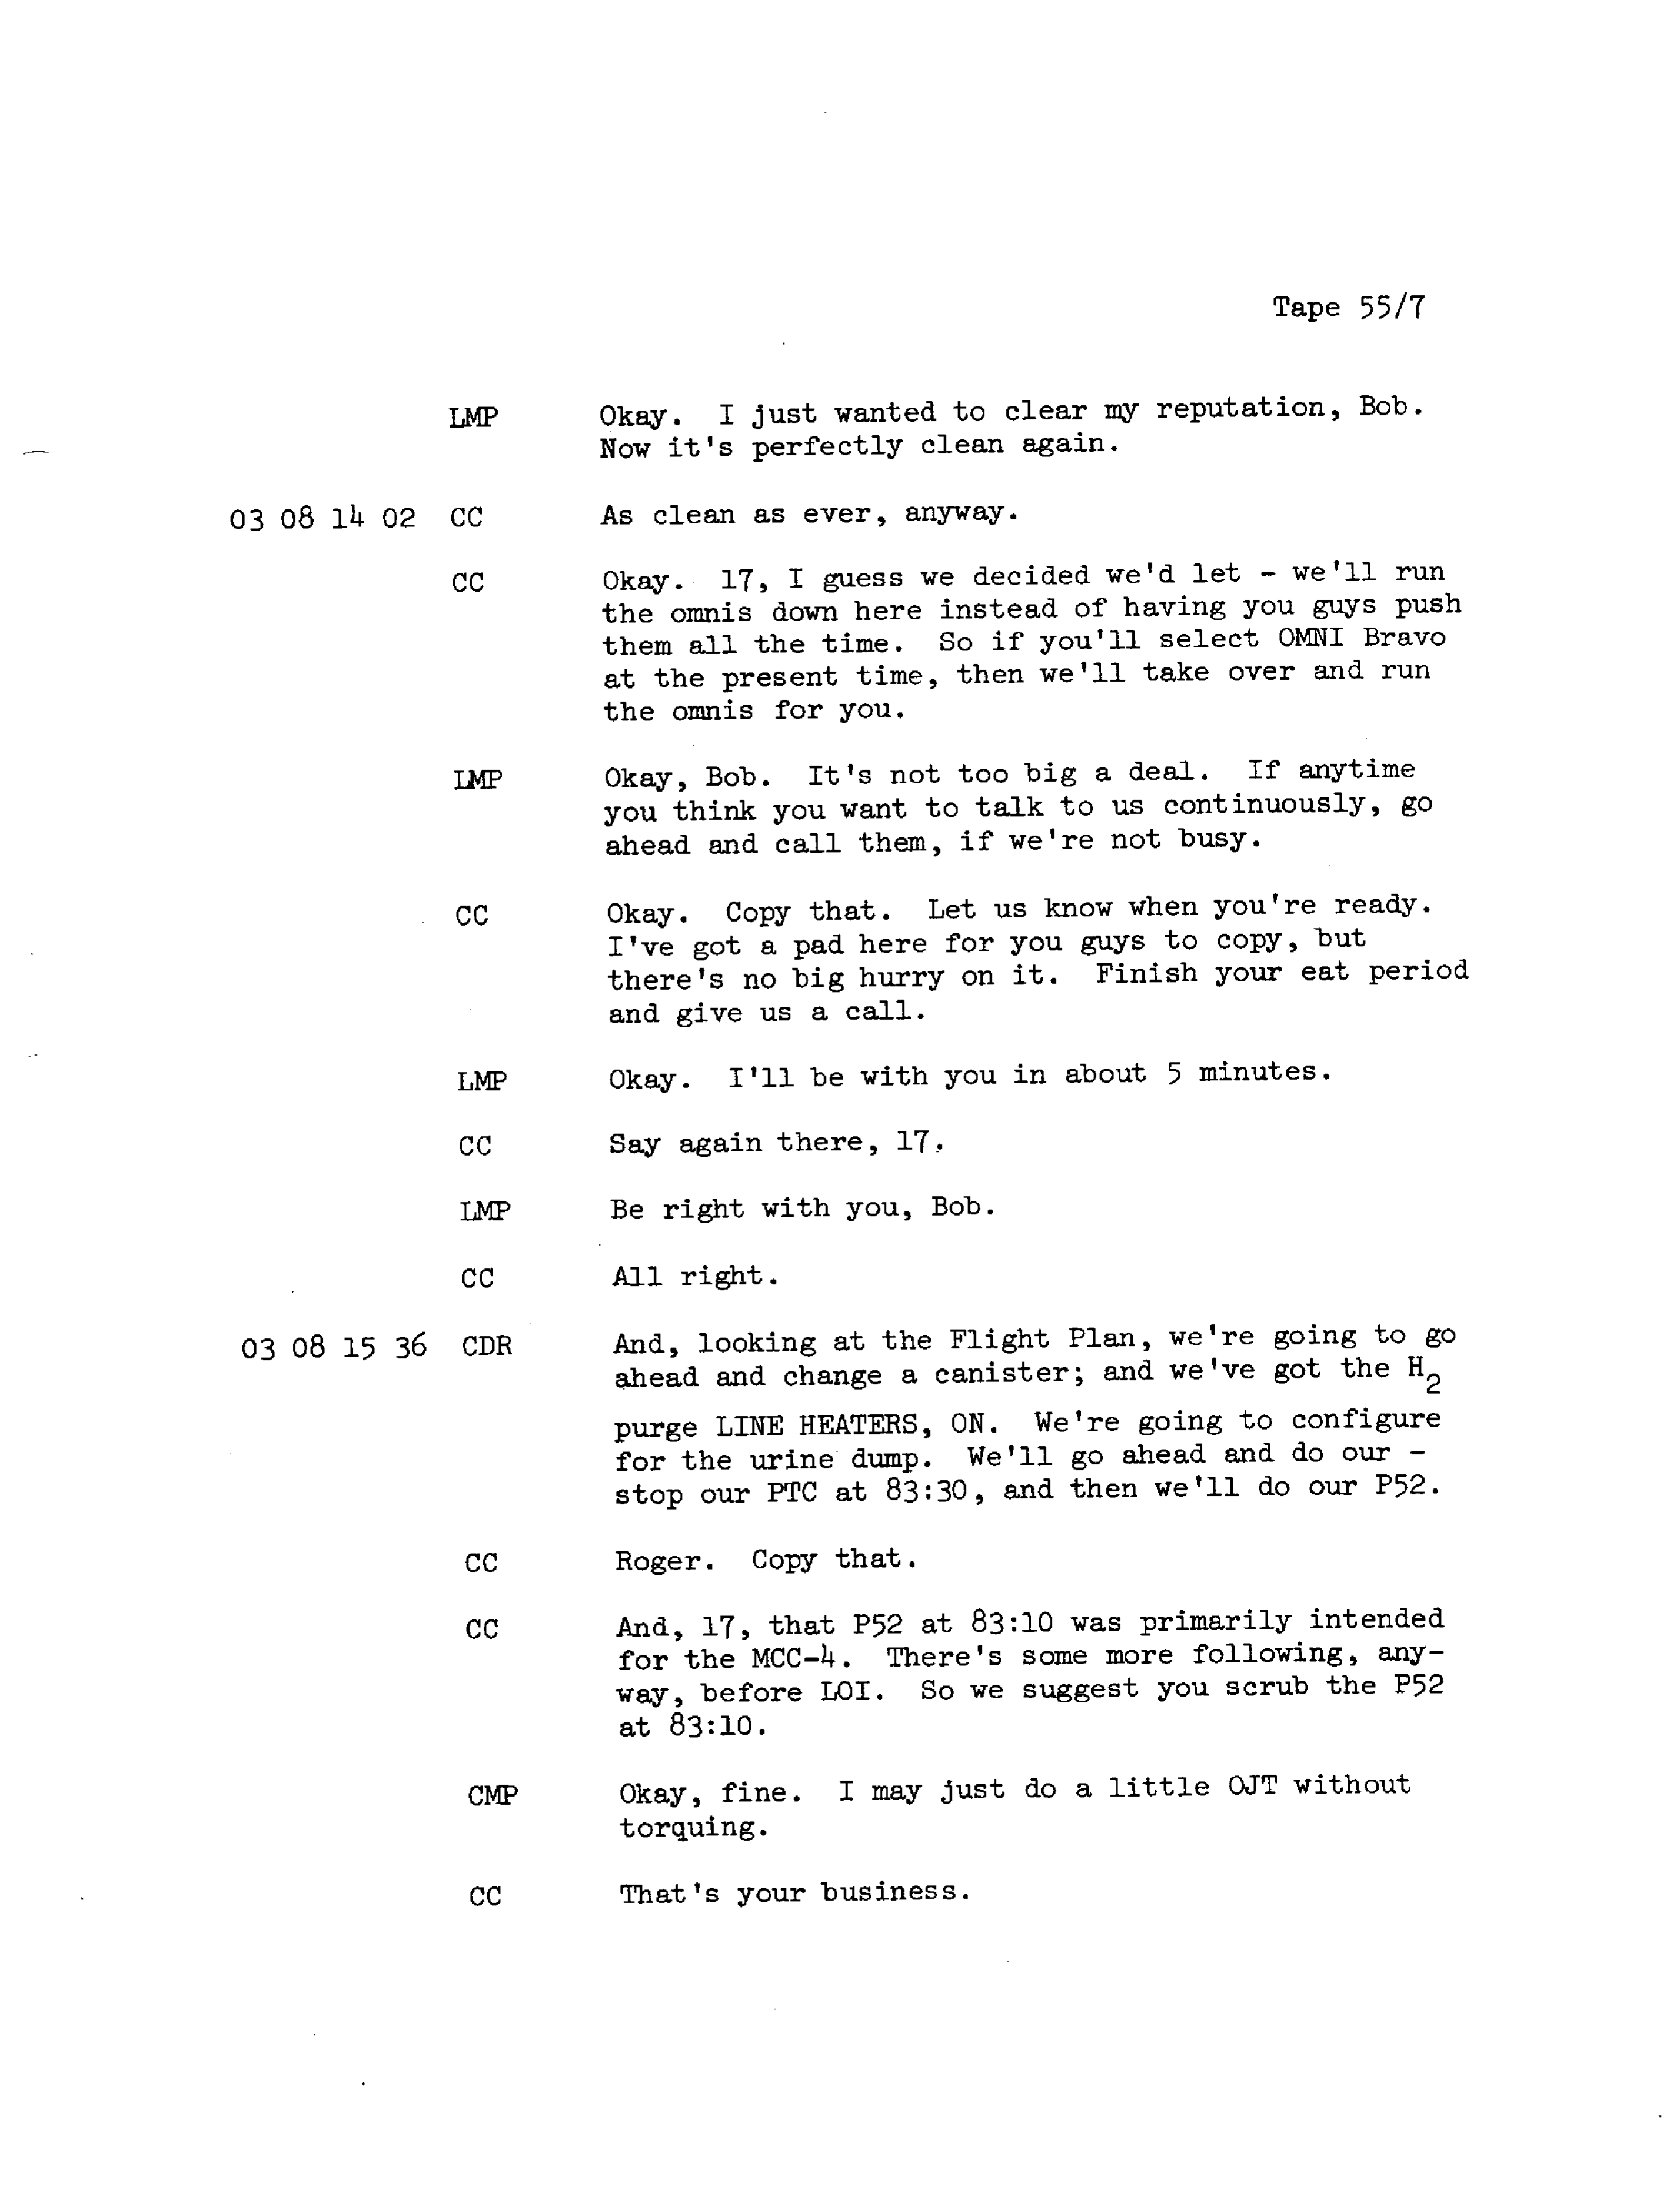 Tape 55/7
LMP Okay. I just wanted to clear my reputation, Bob.
Now it's perfectly clean again.
03 08 14 02 CC As clean as ever, anyway.
CC Okay. 17, I guess we decided we'd let - we'll run
the omnis down here instead of having you guys push
them all the time. So if you'll select OMNI Bravo
at the present time, then we'll take over and run
the omnis for you.
LMP Okay, Bob. It's not too big a deal. If anytime
you think you want to talk to us continuously, go
ahead and call them, if we're not busy.
CC Okay. Copy that. Let us know when you're ready.
I've got a pad here for you guys to copy, but
there's no big hurry on it. Finish your eat period
and give us a call.
LMP Okay. I'll be with you in about 5 minutes.
CC Say again there, 17.
LMP Be right with you, Bob.
CC All right.
03 08 15 36 CDR And, looking at the Flight Plan, we're going to go
ahead and change a canister; and we've got the H2
purge LINE HEATERS, ON. We're going to configure
for the urine dump. We'll go ahead and do our -
stop our PTC at 83:30, and then we'll do our P52.
CC Roger. Copy that.
CC And, 17, that P52 at 83:10 was primarily intended
for the MCC-4. There's some more following, any-
way, before LOI. So we suggest you scrub the P52
at 83:10.
CMP Okay, fine. I may just do a little OJT without
torquing.
CC That's your business.